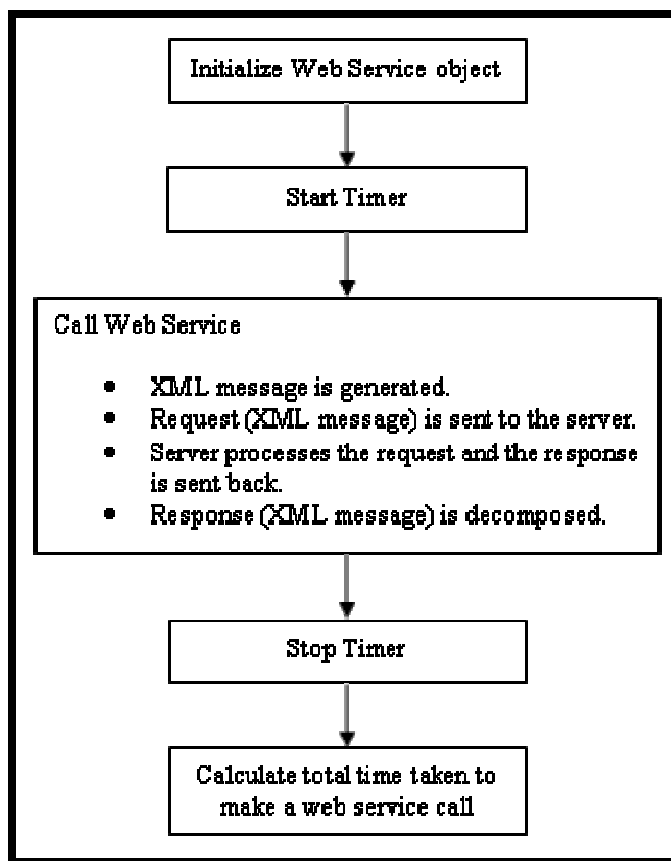 Initialize Web Service object
Start Timer
Call Web Service
• XML message is generated.
• Request (XML message) is sent to the server.
• Server processes the request and the response
is sent back.
• Response (XML message) is decomposed.
Stop Timer
Calculate total time taken to
make a web service call